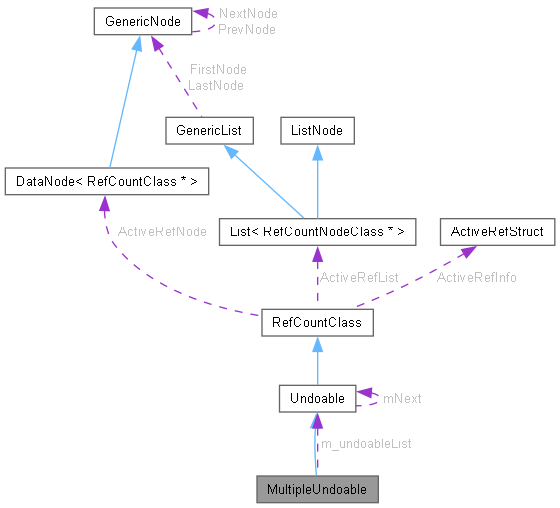 GenericNode
NextNode
PrevNode
FirstNode
LastNode
GenericList
ListNode
DataNode< RefCountClass * >
List< RefCountNodeClass * >
ActiveRefStruct
ActiveRefNode
ActiveRefList
ActiveRefInfo
RefCountClass
Undoable
mNext
m_undoableList
MultipleUndoable